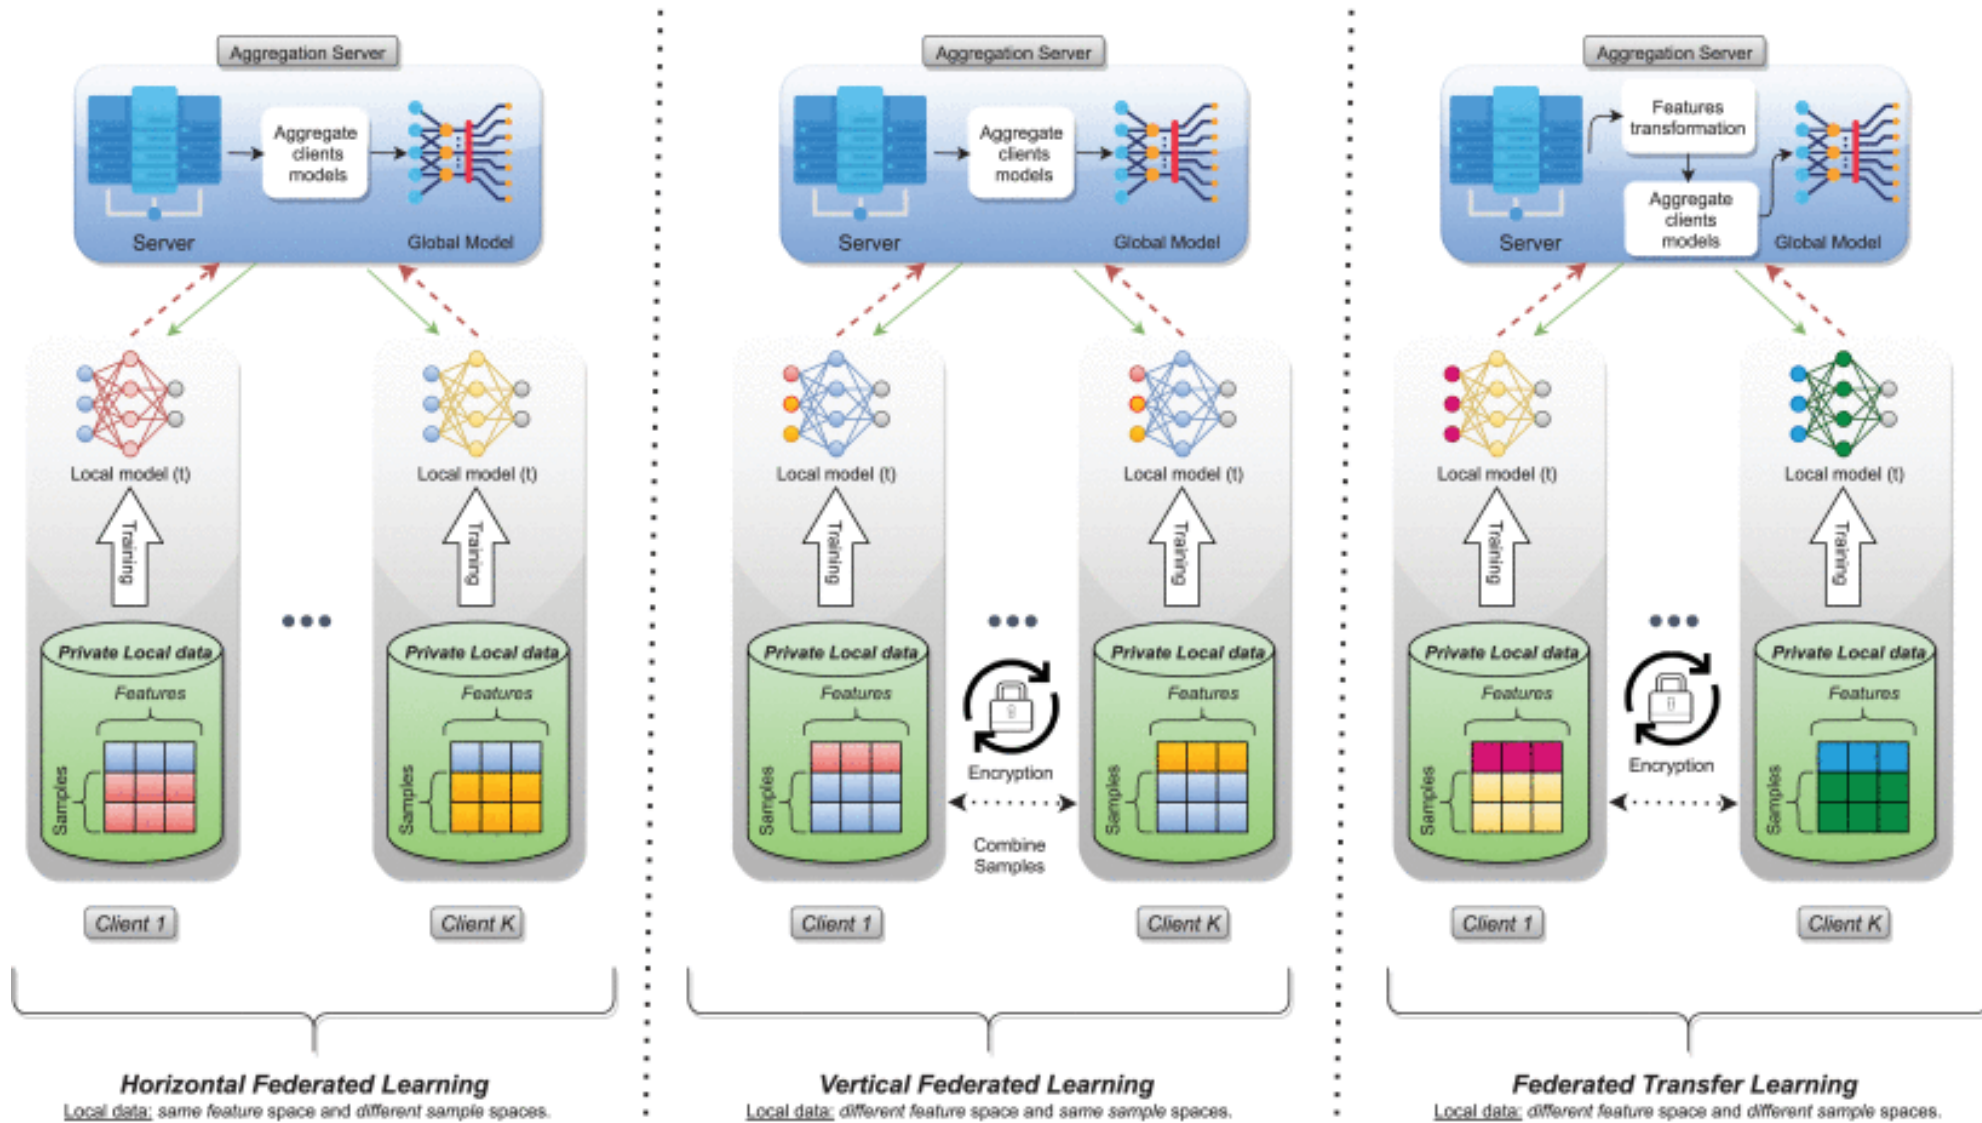 Aggregation Server
Aggregate
clients
models
Server
Global Model
Local model (t)
Training
Private Local data
Features
Samples
Client 1
Local model (t)
Training
Private Local data
Features
Samples
Client K
Horizontal Federated Learning
Local data: same feature space and different sample spaces.
Aggregation Server
Aggregate
clients
models
Server
Global Model
Local model (t)
Training
Private Local data
Features
Samples
Client 1
Encryption
Combine
Samples
Local model (t)
Training
Private Local data
Features
Samples
Client K
Vertical Federated Learning
Local data: different feature space and same sample spaces.
Aggregation Server
Features
transformation
Aggregate
clients
models
Server
Global Model
Local model (t)
Training
Private Local data
Features
Samples
Client 1
Encryption
Local model (t)
Training
Private Local data
Features
Samples
Client K
Federated Transfer Learning
Local data: different feature space and different sample spaces.